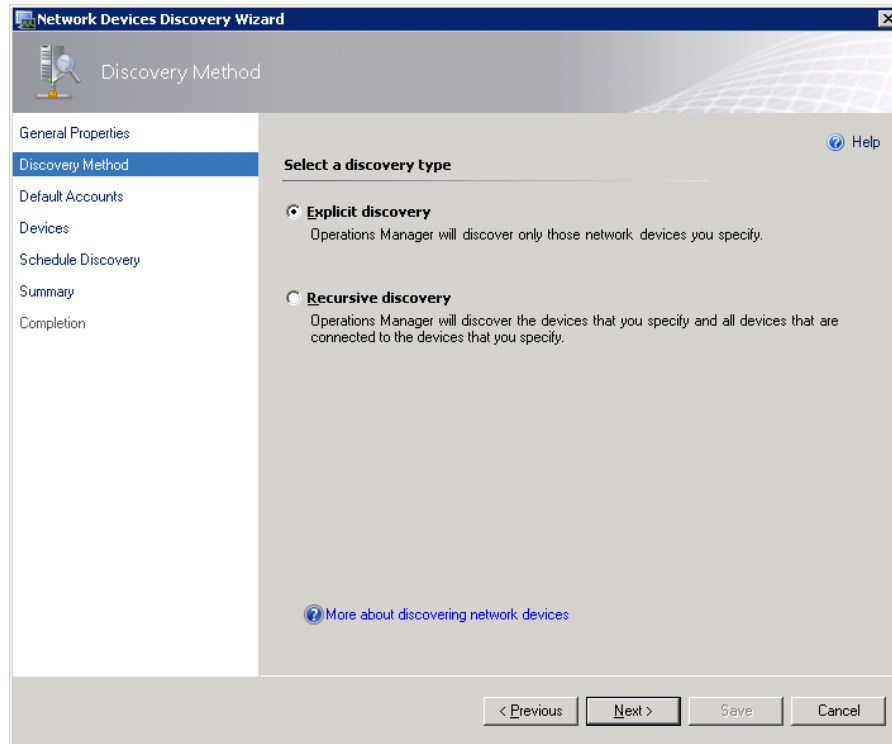 Network Devices Discovery Wizard
Discovery Method
General Properties
Discovery Method
Default Accounts
Devices
Schedule Discovery
Summary
Completion
Help
Select a discovery type
Explicit discovery
Operations Manager will discover only those network devices you specify.
Recursive discovery
Operations Manager will discover the devices that you specify and all devices that are
connected to the devices that you specify.
More about discovering network devices
< Previous
Next >
Save
Cancel